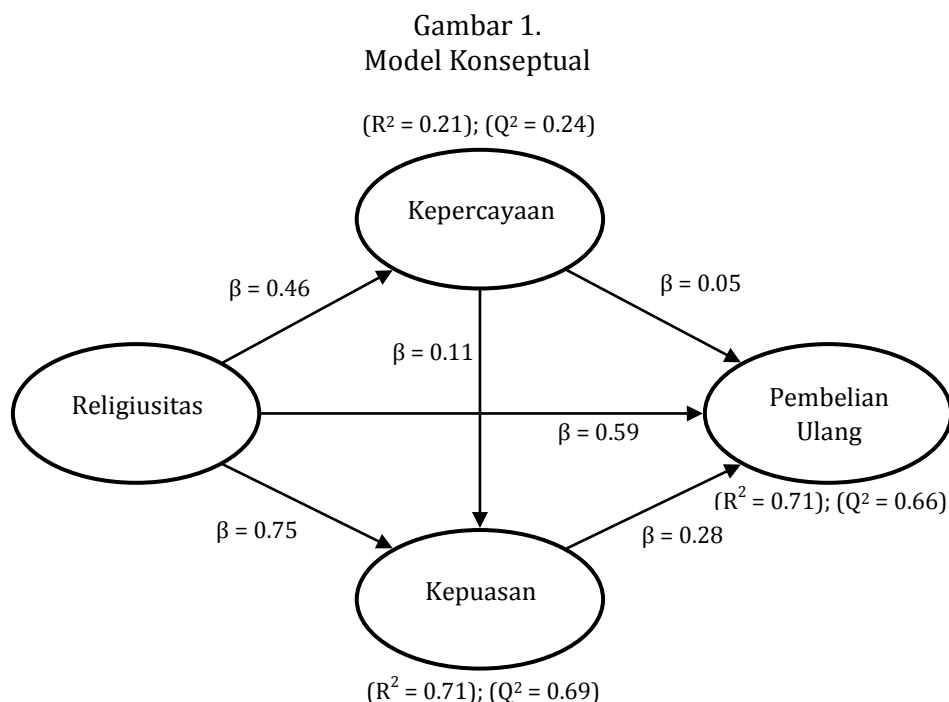 Gambar 1.
Model Konseptual
(R² = 0.21); (Q² = 0.24)
Kepercayaan
β = 0.46
β = 0.05
β = 0.11
Religiusitas
Pembelian
Ulang
β = 0.59
(R² = 0.71); (Q² = 0.66)
β = 0.75
β = 0.28
Kepuasan
(R² = 0.71); (Q² = 0.69)